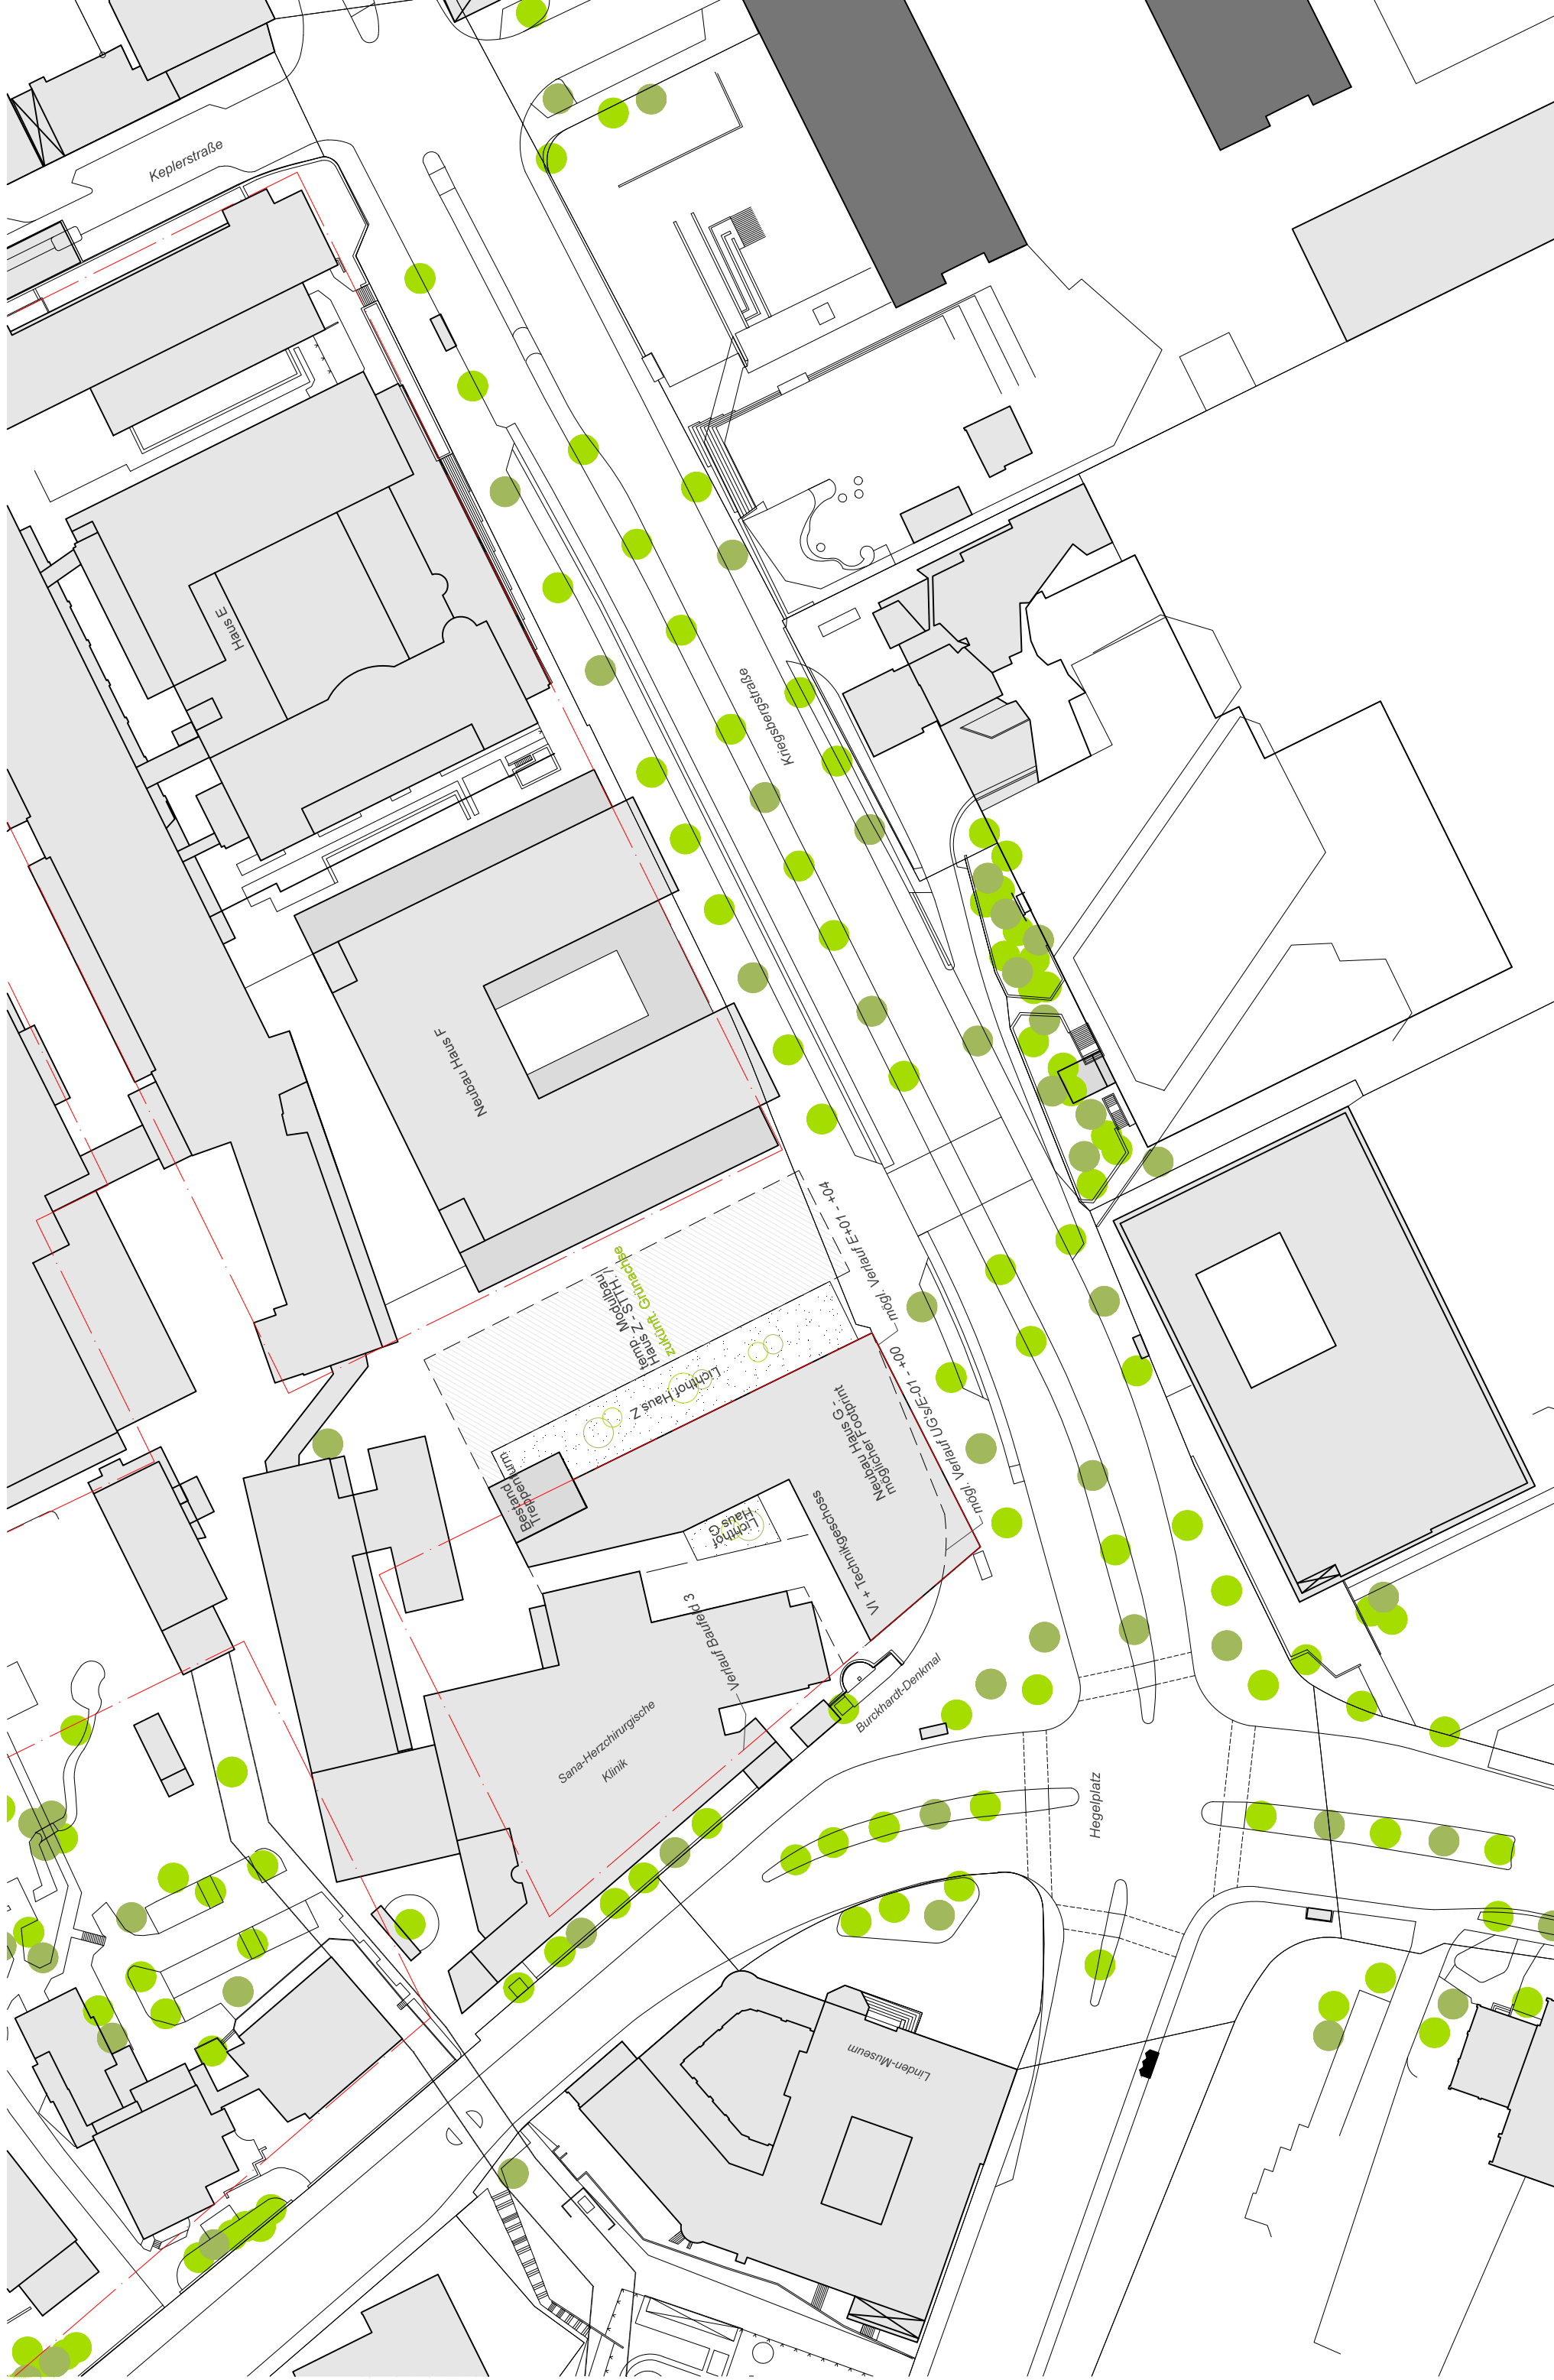 Keplerstraße
Haus E
Kriegsbergstraße
Neubau Haus F
mögl. Verlauf E+01 - +04
temp. Modulbau
Haus Z - STTH. //
zukünft. Grünachse
Lichthof Haus Z
mögl. Verlauf UGs/E-01 - +00
Neubau Haus G -
möglicher Footprint
Bestand
Treppenturm
Lichthof
Haus G
VI + Technikgeschoss
Verlauf Baufeld 3
Burckhardt-Denkmal
Sana-Herzchirurgische
Klinik
Hegelplatz
Linden-Museum